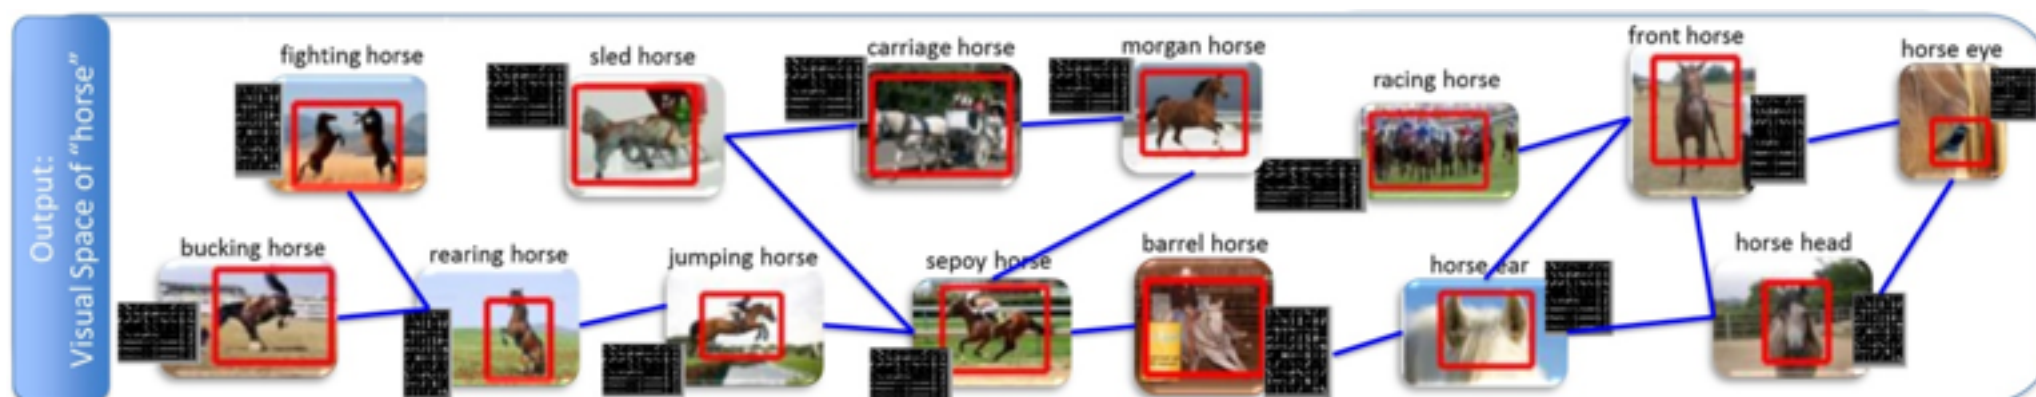 Output:
Visual Space of "horse"
fighting horse
sled horse
carriage horse
morgan horse
racing horse
front horse
horse eye
bucking horse
rearing horse
jumping horse
sepoy horse
barrel horse
horse ear
horse head